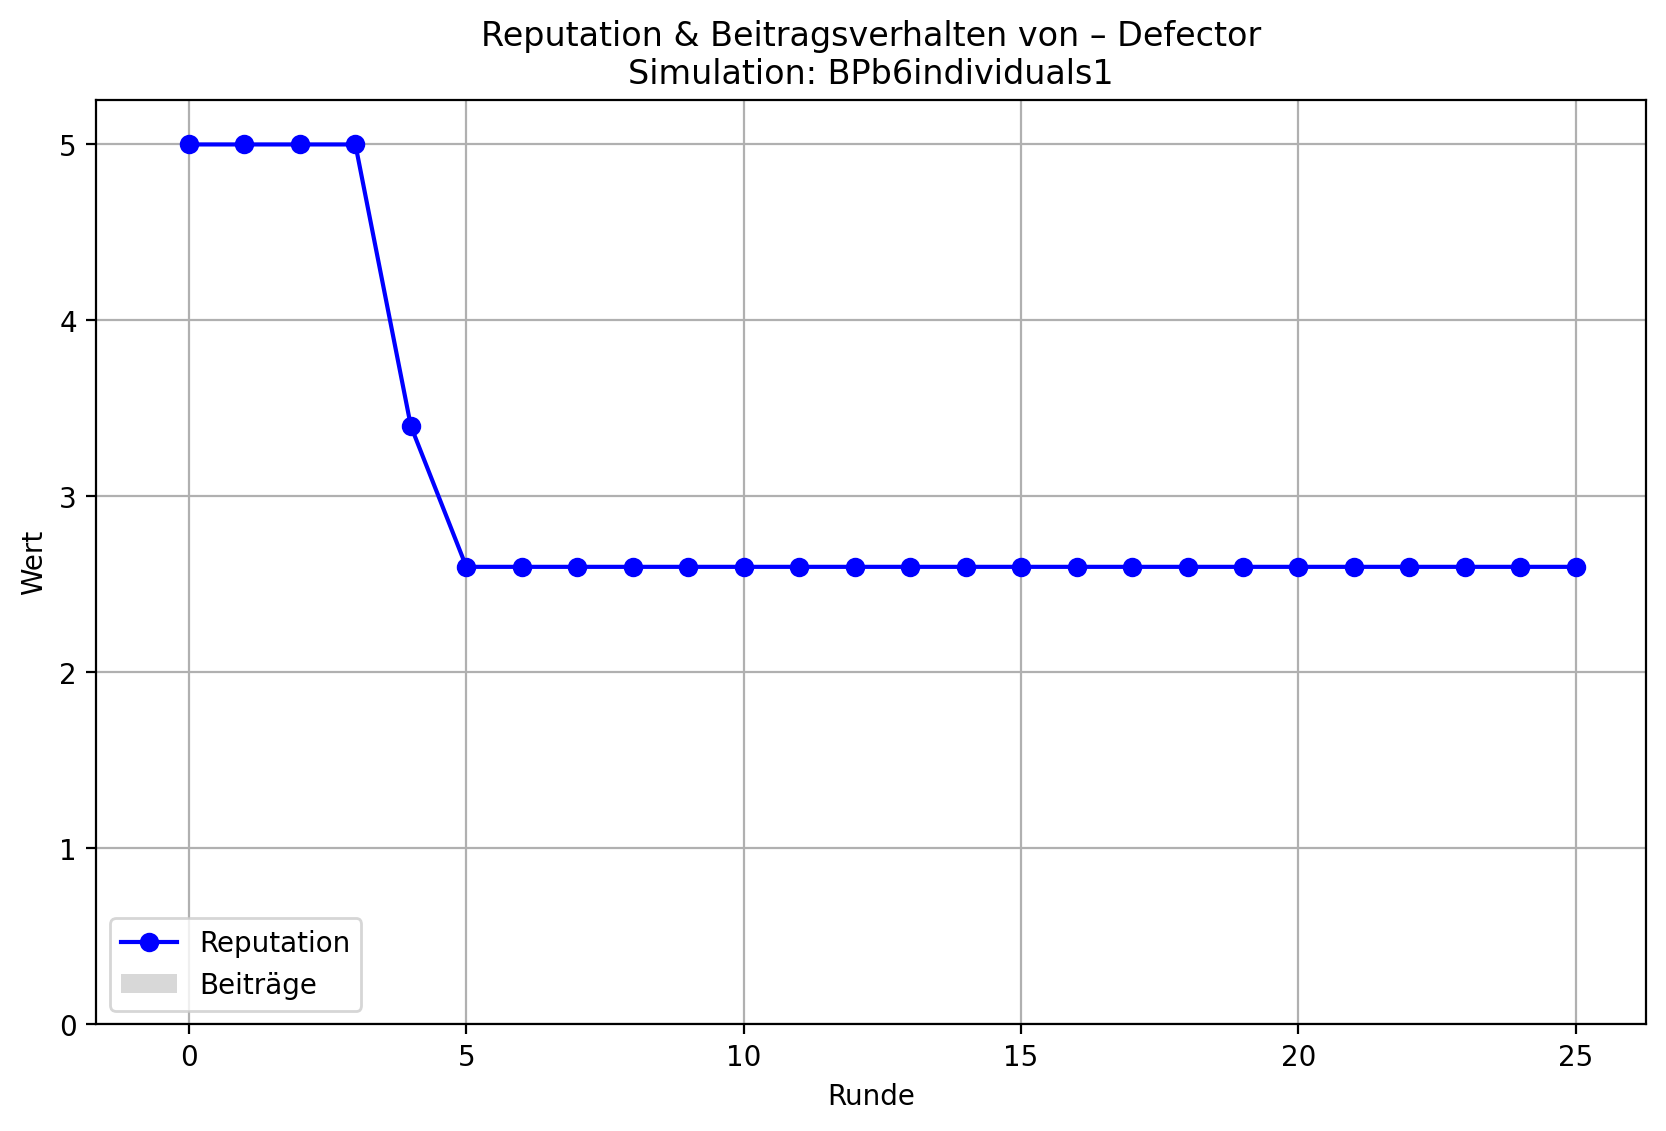 Reputation & Beitragsverhalten von – Defector
Simulation: BPb6individuals1
5
4
3
2
1
0
Wert
Reputation
Beiträge
0 5 10 15 20 25
Runde